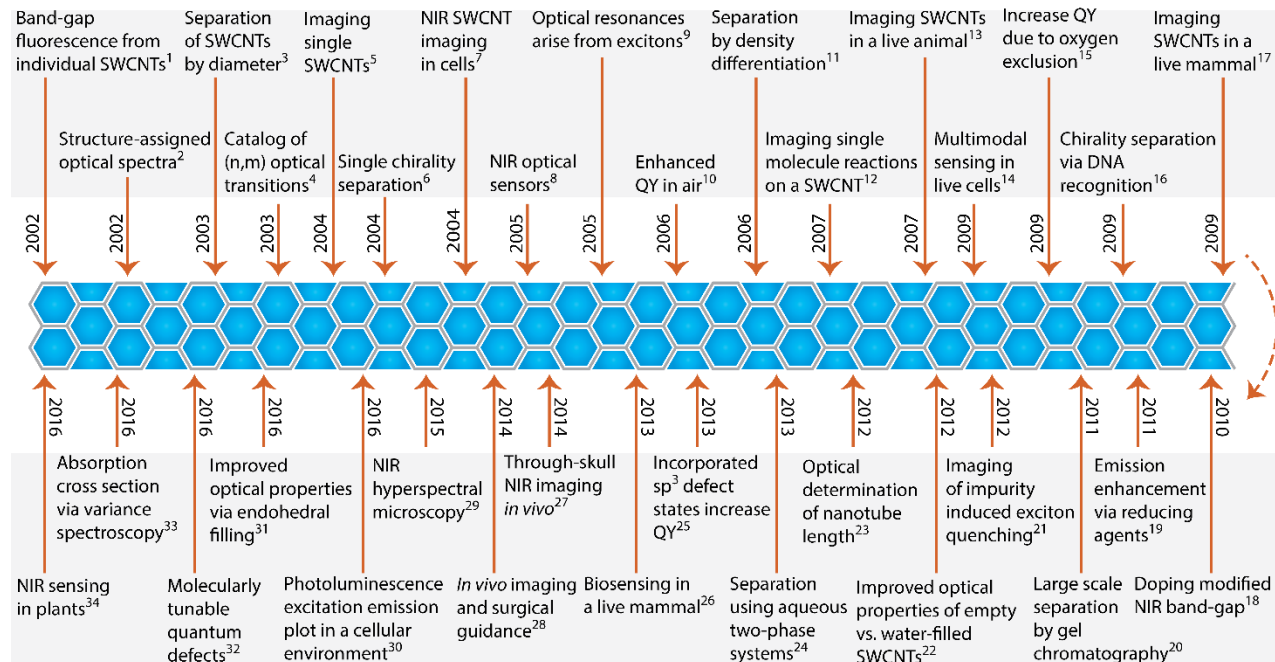 Band-gap
fluorescence from
individual SWCNTs1
Separation
of SWCNTs
by diameter3
Imaging
single
SWCNTs5
NIR SWCNT
imaging
in cells7
Optical resonances
arise from excitons9
Separation
by density
differentiation11
Imaging SWCNTs
in a live animal13
Increase QY
due to oxygen
exclusion15
Imaging
SWCNTs in a
live mammal17
Structure-assigned
optical spectra2
Catalog of
(n,m) optical
transitions4
Single chirality
separation6
NIR optical
sensors8
Enhanced
QY in air10
Imaging single
molecule reactions
on a SWCNT12
Multimodal
sensing in
live cells14
Chirality separation
via DNA
recognition16
2002
2002
2003
2003
2004
2004
2004
2005
2005
2006
2006
2007
2007
2009
2009
2009
2009
2016
2016
2016
2016
2016
2015
2014
2014
2013
2013
2013
2012
2012
2012
2011
2011
2010
Absorption
cross section
via variance
spectroscopy33
Improved
optical properties
via endohedral
filling31
NIR
hyperspectral
microscopy29
Through-skull
NIR imaging
in vivo27
Incorporated
sp3 defect
states increase
QY25
Optical
determination
of nanotube
length23
Imaging
of impurity
induced exciton
quenching21
Emission
enhancement
via reducing
agents19
NIR sensing
in plants34
Molecularly
tunable
quantum
defects32
Photoluminescence
excitation emission
plot in a cellular
environment30
In vivo imaging
and surgical
guidance28
Biosensing in
a live mammal26
Separation
using aqueous
two-phase
systems24
Improved optical
properties of empty
vs. water-filled
SWCNTs22
Large scale
separation
by gel
chromatography20
Doping modified
NIR band-gap18